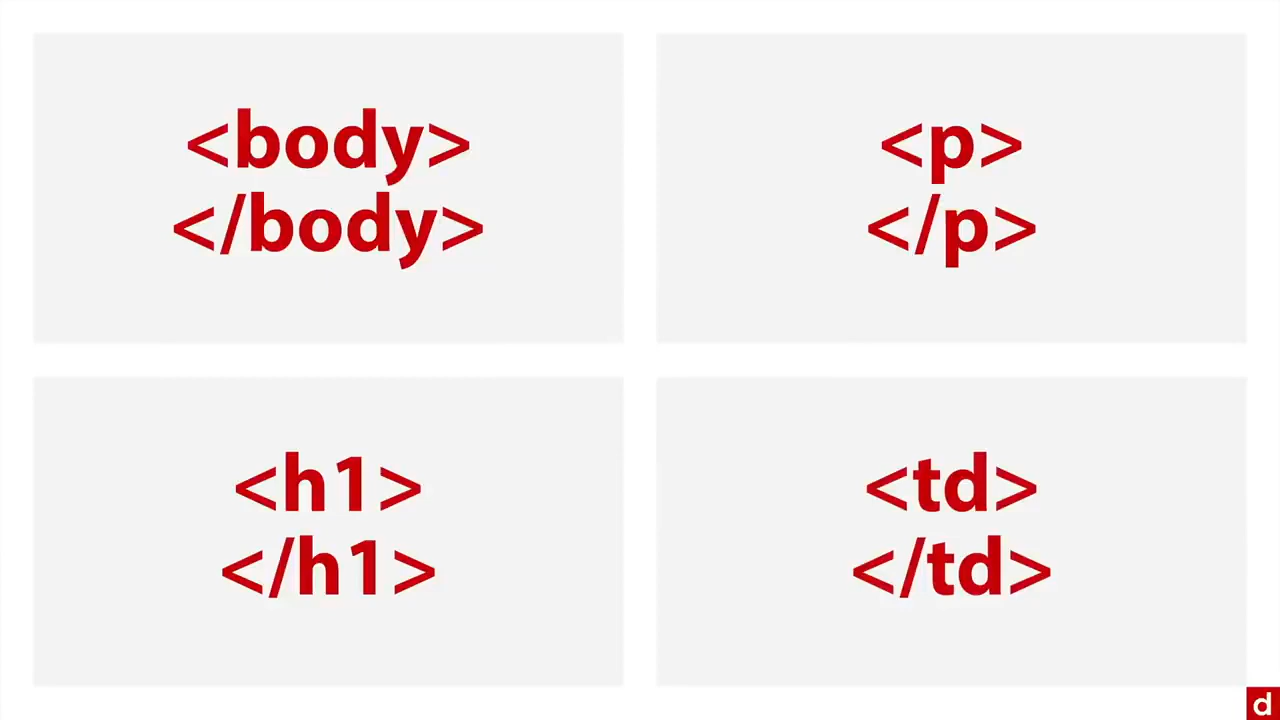 <body>
</body>
<p>
</p>
<h1>
</h1>
<td>
</td>
d